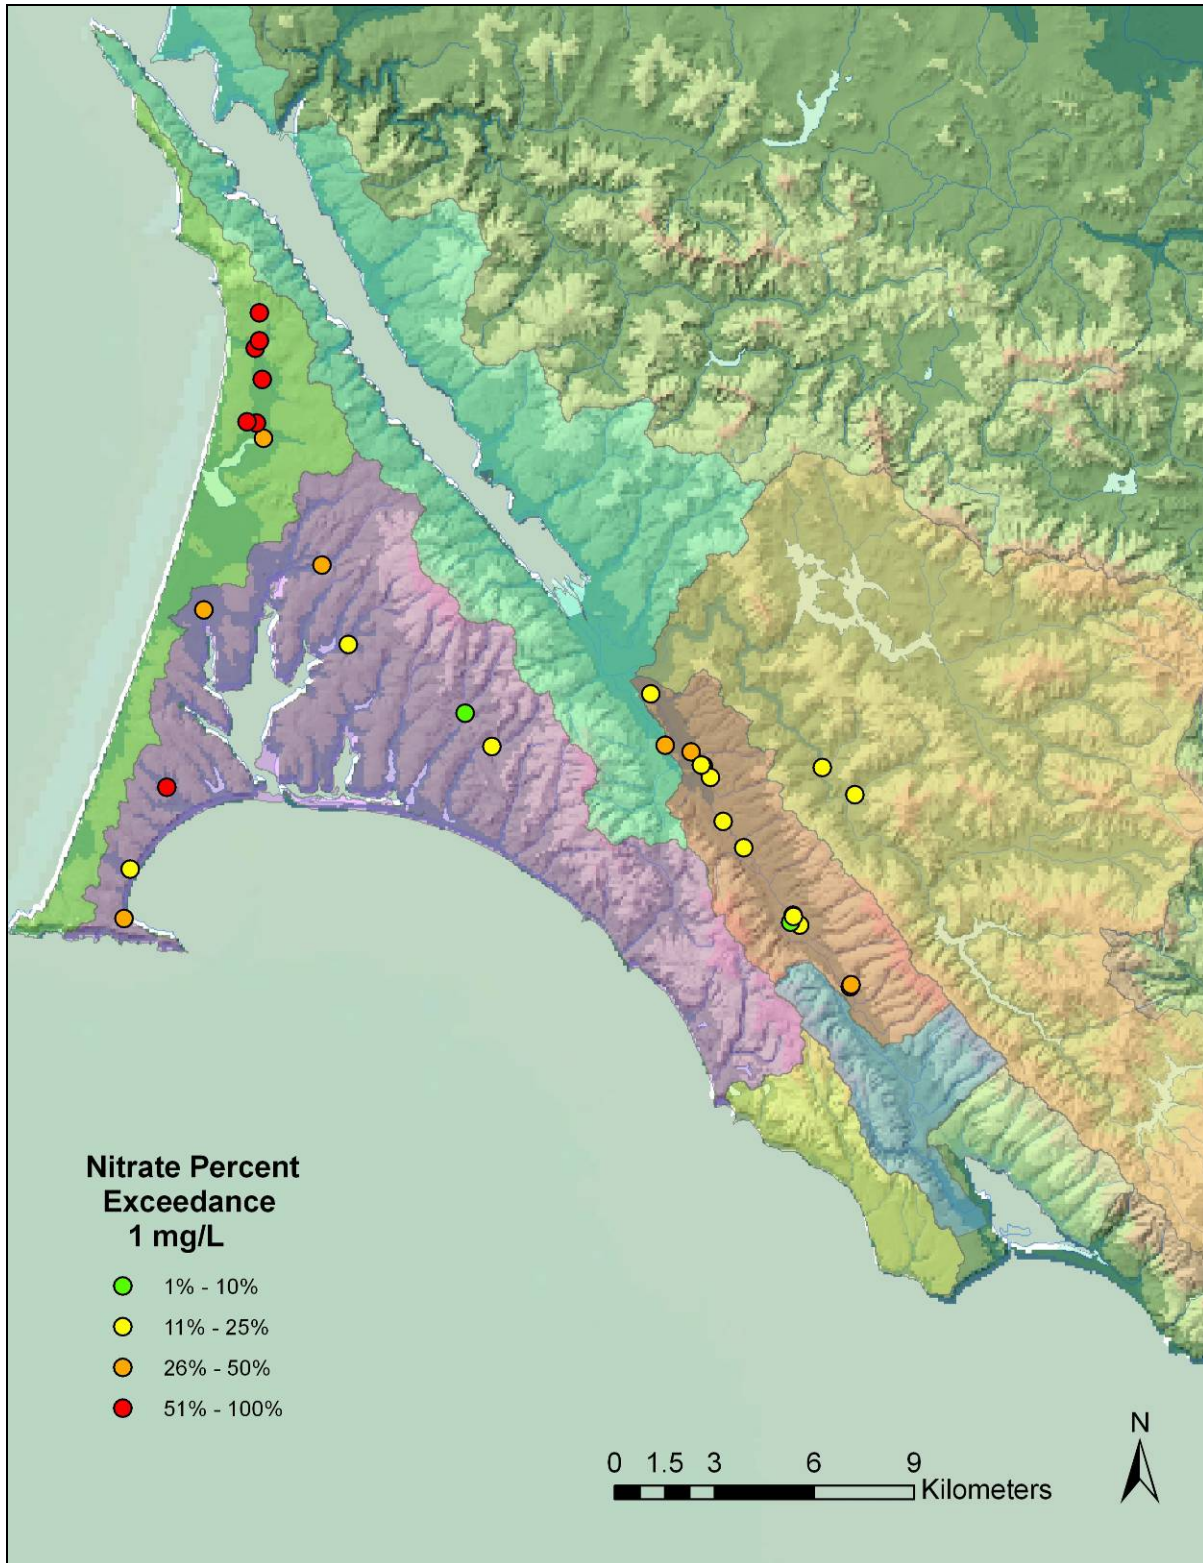 Nitrate Percent
Exceedance
1 mg/L
1% - 10%
11% - 25%
26% - 50%
51% - 100%
N
0 1.5 3 6 9
Kilometers